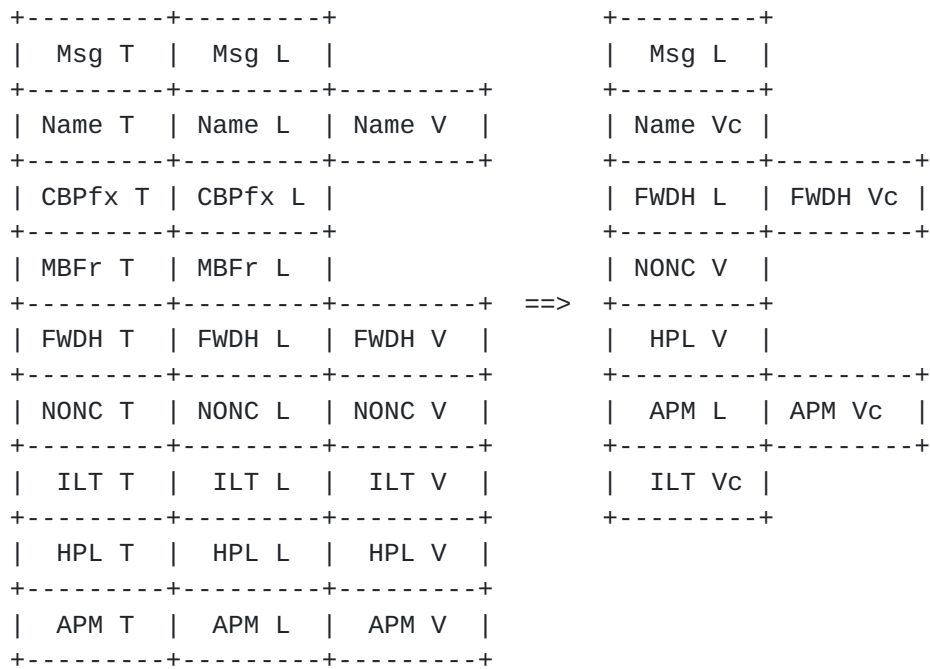 +---------+---------+                 +---------+
|  Msg T  |  Msg L  |                 |  Msg L  |
+---------+---------+---------+       +---------+
| Name T  | Name L  | Name V  |       | Name Vc |
+---------+---------+---------+       +---------+---------+
| CBPfx T | CBPfx L |                 | FWDH L  | FWDH Vc |
+---------+---------+                 +---------+---------+
| MBFr T  | MBFr L  |                 | NONC V  |
+---------+---------+---------+  ==>  +---------+
| FWDH T  | FWDH L  | FWDH V  |       |  HPL V  |
+---------+---------+---------+       +---------+---------+
| NONC T  | NONC L  | NONC V  |       |  APM L  | APM Vc  |
+---------+---------+---------+       +---------+---------+
|  ILT T  |  ILT L  |  ILT V  |       |  ILT Vc |
+---------+---------+---------+       +---------+
|  HPL T  |  HPL L  |  HPL V  |
+---------+---------+---------+
|  APM T  |  APM L  |  APM V  |
+---------+---------+---------+